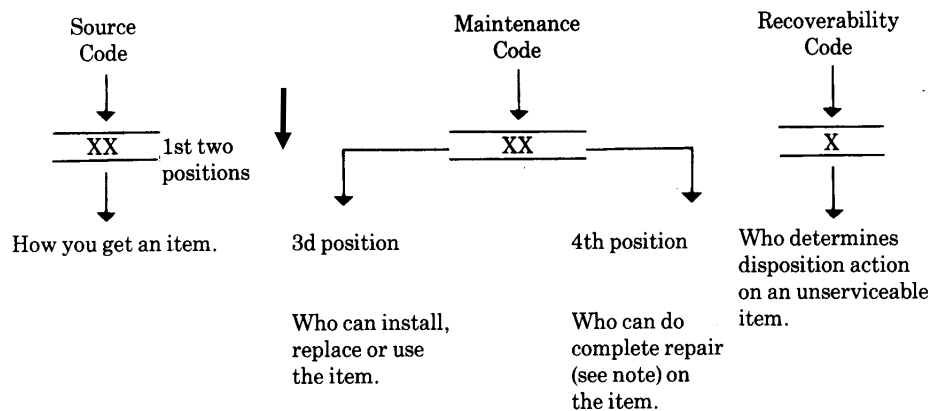 Source
Code
XX
1st two
positions
How you get an item.
Maintenance
Code
XX
3d position
Who can install,
replace or use
the item.
4th position
Who can do
complete repair
(see note) on
the item.
Recoverability
Code
X
Who determines
disposition action
on an unserviceable
item.